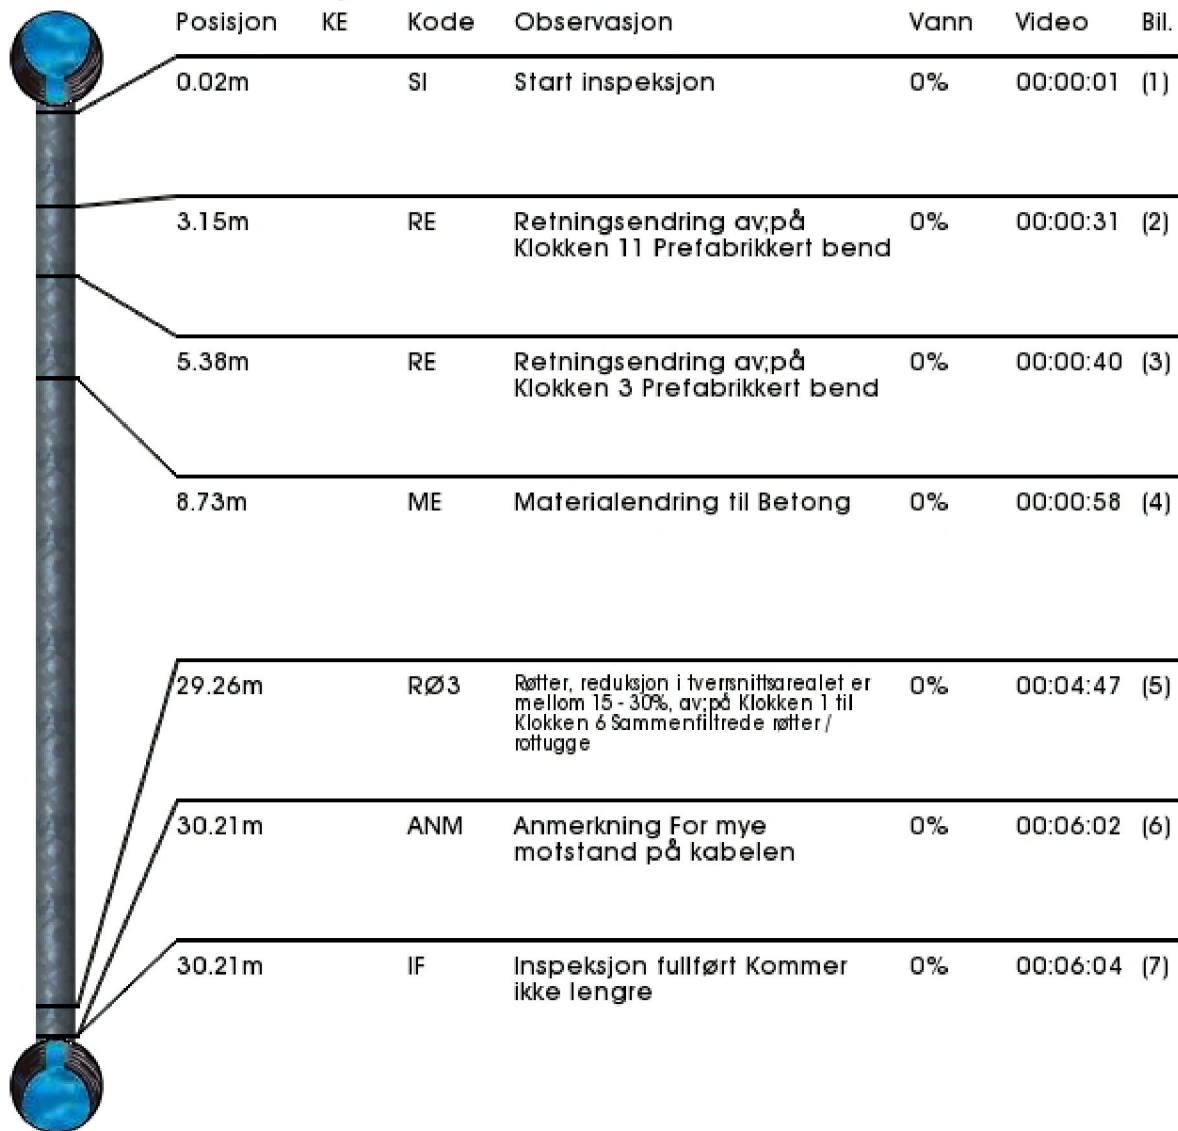 Posisjon KE Kode Observasjon Vann Video Bil.
0.02m SI Start inspeksjon 0% 00:00:01 (1)
3.15m RE Retningsendring av;på 0% 00:00:31 (2)
Klokken 11 Prefabrikkert bend
5.38m RE Retningsendring av;på 0% 00:00:40 (3)
Klokken 3 Prefabrikkert bend
8.73m ME Materialendring til Betong 0% 00:00:58 (4)
29.26m RØ3 Røtter, reduksjon i tverrsnittsarealet er 0% 00:04:47 (5)
mellom 15 - 30%, av;på Klokken 1 til
Klokken 6 Sammenfiltrede røtter /
rottugge
30.21m ANM Anmerkning For mye 0% 00:06:02 (6)
motstand på kabelen
30.21m IF Inspeksjon fullført Kommer 0% 00:06:04 (7)
ikke lengre